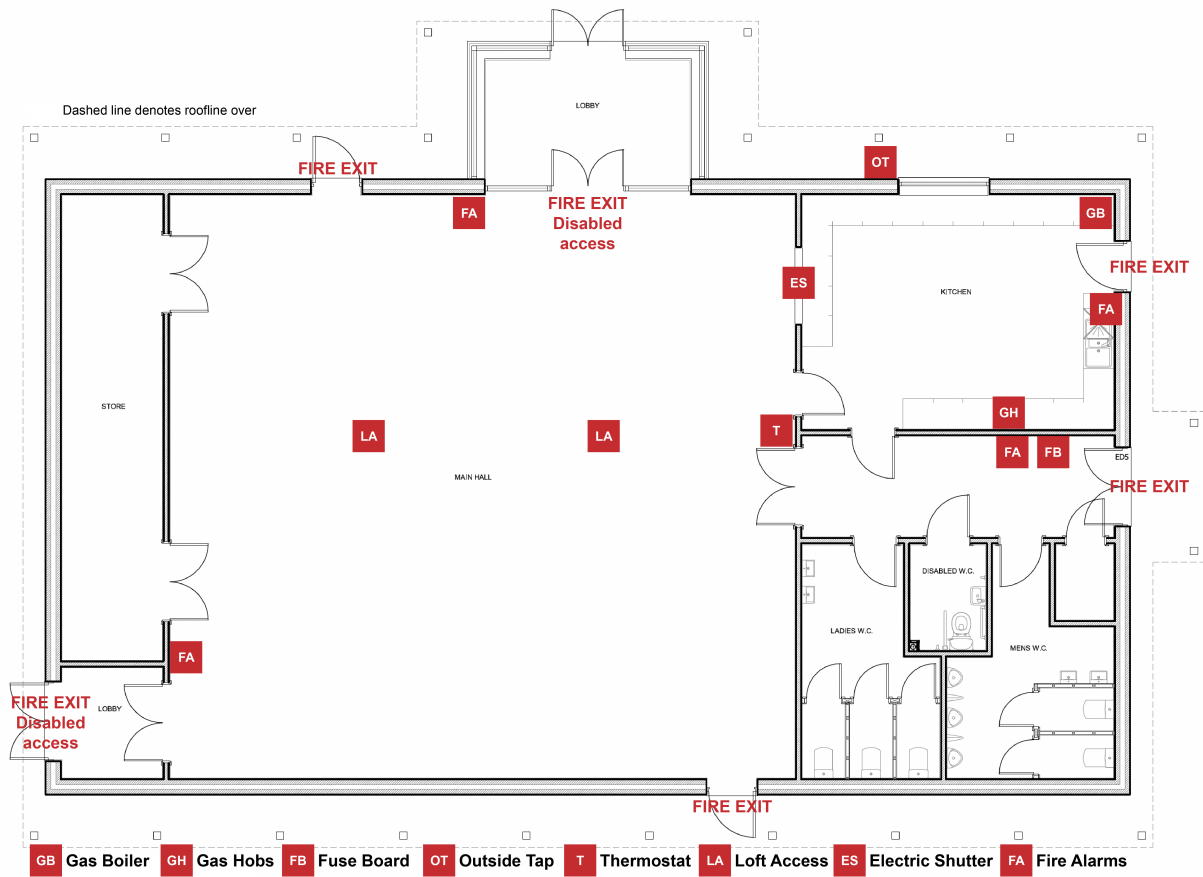 LOBBY
Dashed line denotes roofline over
OT
FIRE EXIT
FIRE EXIT
Disabled
access
FA
GB
FIRE EXIT
ES
KITCHEN
FA
STORE
GH
LA
LA
T
FA
FB
EDS
MAIN HALL
FIRE EXIT
DISABLED W.C.
LADIES W.C.
MENS W.C.
FA
FIRE EXIT
Disabled
access
LOBBY
FIRE EXIT
GB Gas Boiler GH Gas Hobs FB Fuse Board OT Outside Tap T Thermostat LA Loft Access ES Electric Shutter FA Fire Alarms